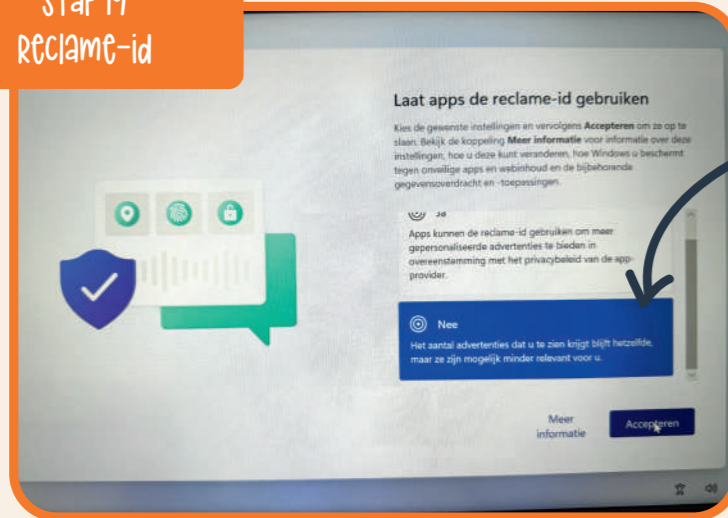 Stap 19
Reclame-id
Laat apps de reclame-id gebruiken
Kies de gewenste instellingen en vervolgens Accepteren om ze op te
slaan. Bekijk de koppeling Meer informatie voor informatie over deze
instellingen, hoe u deze kunt veranderen, hoe Windows u beschermt
tegen onveilige apps en webinhoud en de bijbehorende
gegevensoverdracht en -toepassingen.
Ja
Apps kunnen de reclame-id gebruiken om meer
gepersonaliseerde advertenties te bieden in
overeenstemming met het privacybeleid van de app-
provider.
Nee
Het aantal advertenties dat u te zien krijgt blijft hetzelfde,
maar ze zijn mogelijk minder relevant voor u.
Meer
informatie
Accepteren